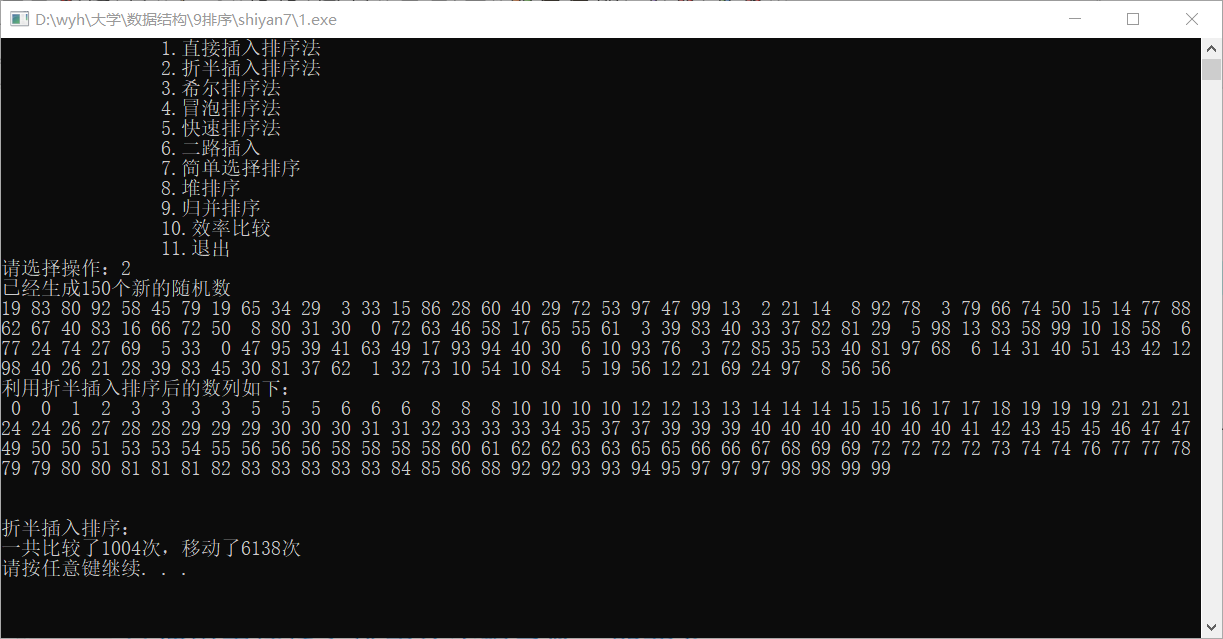 D:\wyh\大学\数据结构\9排序\shiyan7\1.exe
1.直接插入排序法
2.折半插入排序法
3.希尔排序法
4.冒泡排序法
5.快速排序法
6.二路插入
7.简单选择排序
8.堆排序
9.归并排序
10.效率比较
11.退出
请选择操作：2
已经生成150个新的随机数
19 83 80 92 58 45 79 19 65 34 29  3 33 15 86 28 60 40 29 72 53 97 47 99 13  2 21 14  8 92 78  3 79 66 74 50 15 14 77 88
62 67 40 83 16 66 72 50  8 80 31 30  0 72 63 46 58 17 65 55 61  3 39 83 40 33 37 82 81 29  5 98 13 83 58 99 10 18 58  6
77 24 74 27 69  5 33  0 47 95 39 41 63 49 17 93 94 40 30  6 10 93 76  3 72 85 35 53 40 81 97 68  6 14 31 40 51 43 42 12
98 40 26 21 28 39 83 45 30 81 37 62  1 32 73 10 54 10 84  5 19 56 12 21 69 24 97  8 56 56
利用折半插入排序后的数列如下：
0  0  1  2  3  3  3  3  5  5  5  6  6  6  8  8  8 10 10 10 10 12 12 13 13 14 14 14 15 15 16 17 17 18 19 19 19 21 21 21
24 24 26 27 28 28 29 29 29 30 30 30 31 31 32 33 33 33 34 35 37 37 39 39 39 40 40 40 40 40 40 40 41 42 43 45 45 46 47 47
49 50 50 51 53 53 54 55 56 56 56 58 58 58 58 60 61 62 62 63 63 65 65 66 66 67 68 69 69 72 72 72 72 73 74 74 76 77 77 78
79 79 80 80 81 81 81 82 83 83 83 83 83 84 85 86 88 92 92 93 93 94 95 97 97 97 98 98 99 99
折半插入排序：
一共比较了1004次，移动了6138次
请按任意键继续. . .